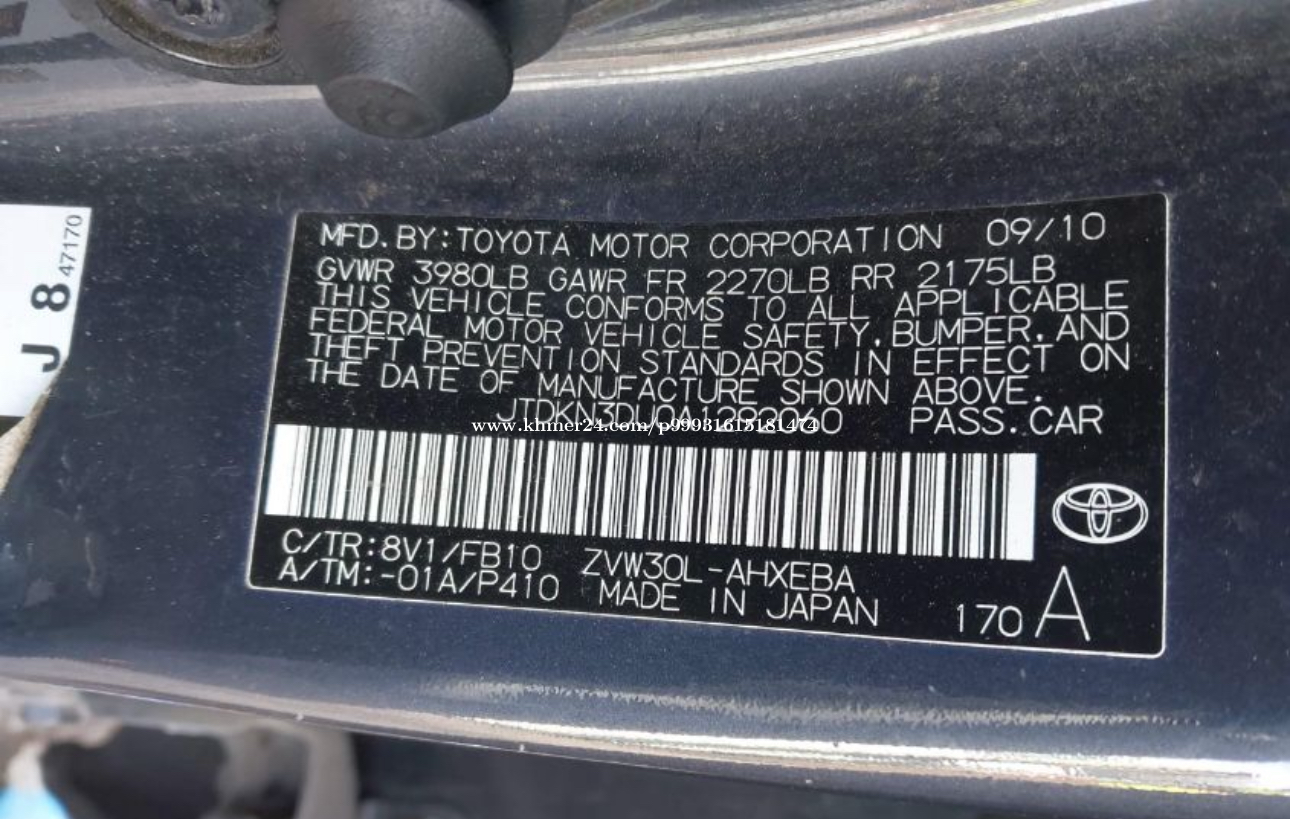 J 8 47170
MFD.BY:TOYOTA MOTOR CORPORATION 09/10
GVWR 3980LB GAWR FR 2270LB RR 2175LB
THIS VEHICLE CONFORMS TO ALL APPLICABLE
FEDERAL MOTOR VEHICLE SAFETY,BUMPER,AND
THEFT PREVENTION STANDARDS IN EFFECT ON
THE DATE OF MANUFACTURE SHOWN ABOVE.
PASS.CAR
www.khmer24.com/p99931615181474
C/TR:8V1/FB10 ZVW30L-AHXEBA
A/TM:-01A/P410 MADE IN JAPAN 170 A